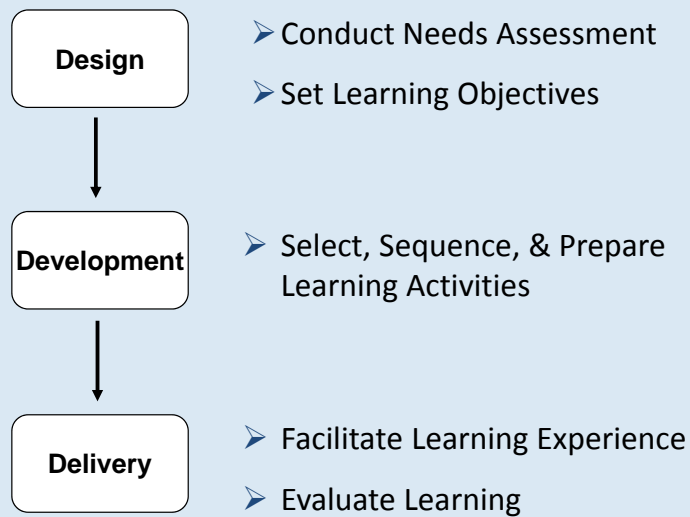 Design
➢ Conduct Needs Assessment
➢ Set Learning Objectives
Development
➢ Select, Sequence, & Prepare
Learning Activities
Delivery
➢ Facilitate Learning Experience
➢ Evaluate Learning